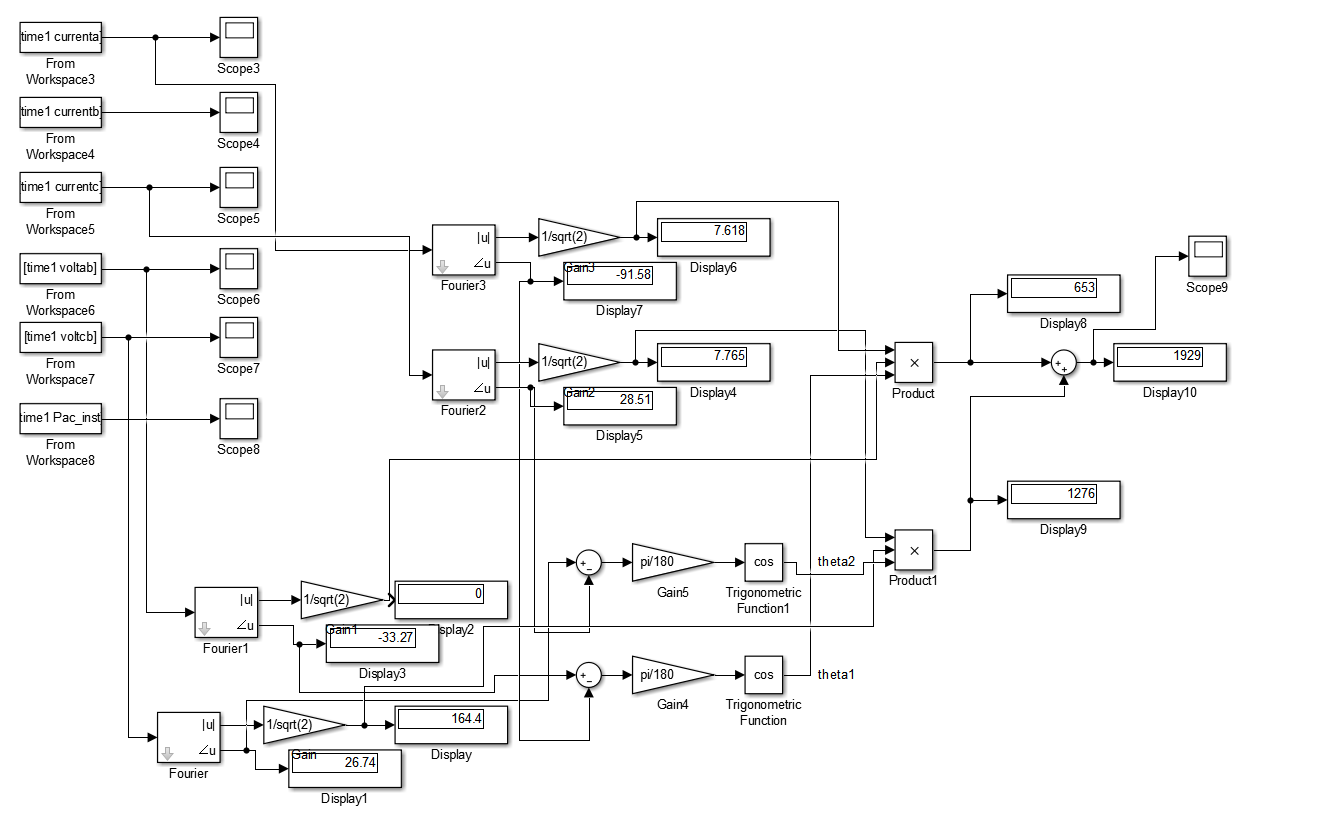 time1 currenta]
From
Workspace3
Scope3
time1 currentb]
From
Workspace4
Scope4
time1 currentc]
From
Workspace5
Scope5
[time1 voltab]
From
Workspace6
Scope6
[time1 voltcb]
From
Workspace7
Scope7
time1 Pac_inst
From
Workspace8
Scope8
|u|
∠u
Fourier3
1/sqrt(2)
Gain3
7.618
Display6
-91.58
Display7
|u|
∠u
Fourier2
1/sqrt(2)
Gain2
7.765
Display4
28.51
Display5
×
Product
653
Display8
+
+
1929
Display10
Scope9
1276
Display9
×
Product1
+
−
pi/180
Gain5
cos
Trigonometric
Function1
theta2
|u|
∠u
Fourier1
1/sqrt(2)
Gain1
0
Display2
-33.27
Display3
+
−
pi/180
Gain4
cos
Trigonometric
Function
theta1
|u|
∠u
Fourier
1/sqrt(2)
Gain
164.4
Display
26.74
Display1